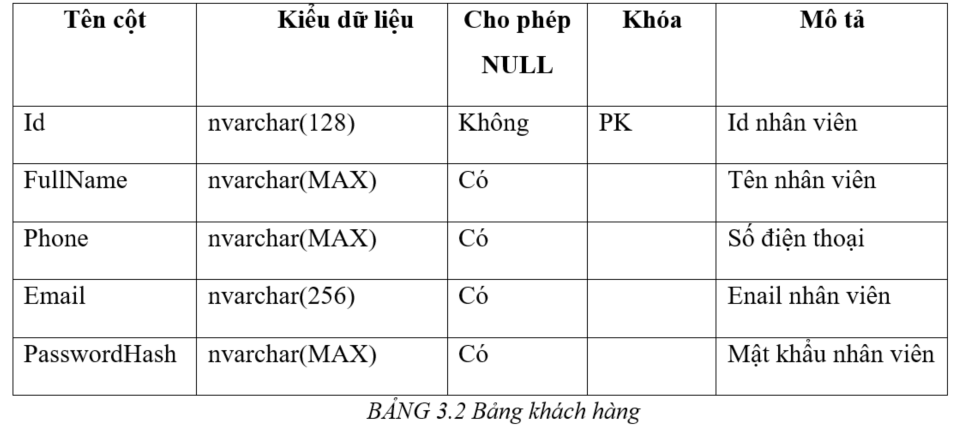 Tên cột Kiểu dữ liệu Cho phép NULL Khóa Mô tả
Id nvarchar(128) Không PK Id nhân viên
FullName nvarchar(MAX) Có Tên nhân viên
Phone nvarchar(MAX) Có Số điện thoại
Email nvarchar(256) Có Enail nhân viên
PasswordHash nvarchar(MAX) Có Mật khẩu nhân viên
BẢNG 3.2 Bảng khách hàng